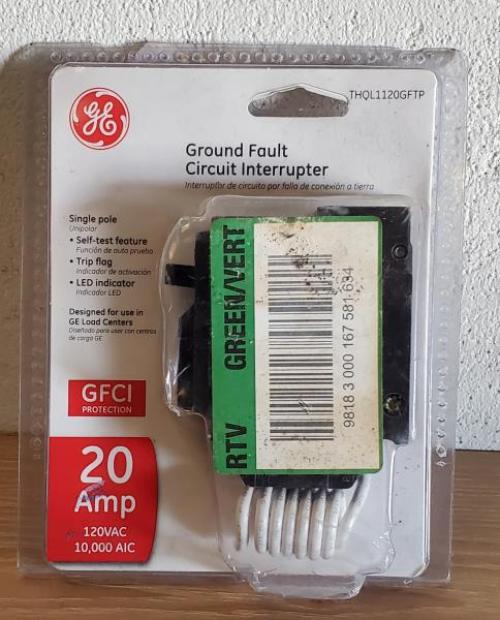 GE
THQL1120GFTP
Ground Fault
Circuit Interrupter
Interruptor de circuito por falla de conexión a tierra
Single pole
Unipolar
• Self-test feature
Función de auto prueba
• Trip flag
Indicador de activación
• LED indicator
Indicador LED
Designed for use in
GE Load Centers
Diseñado para usar con centros
de carga GE
GFCI
PROTECTION
20
Amp
120VAC
10,000 AIC
RTV GREEN/VERT
9818 3 000 167 581 634